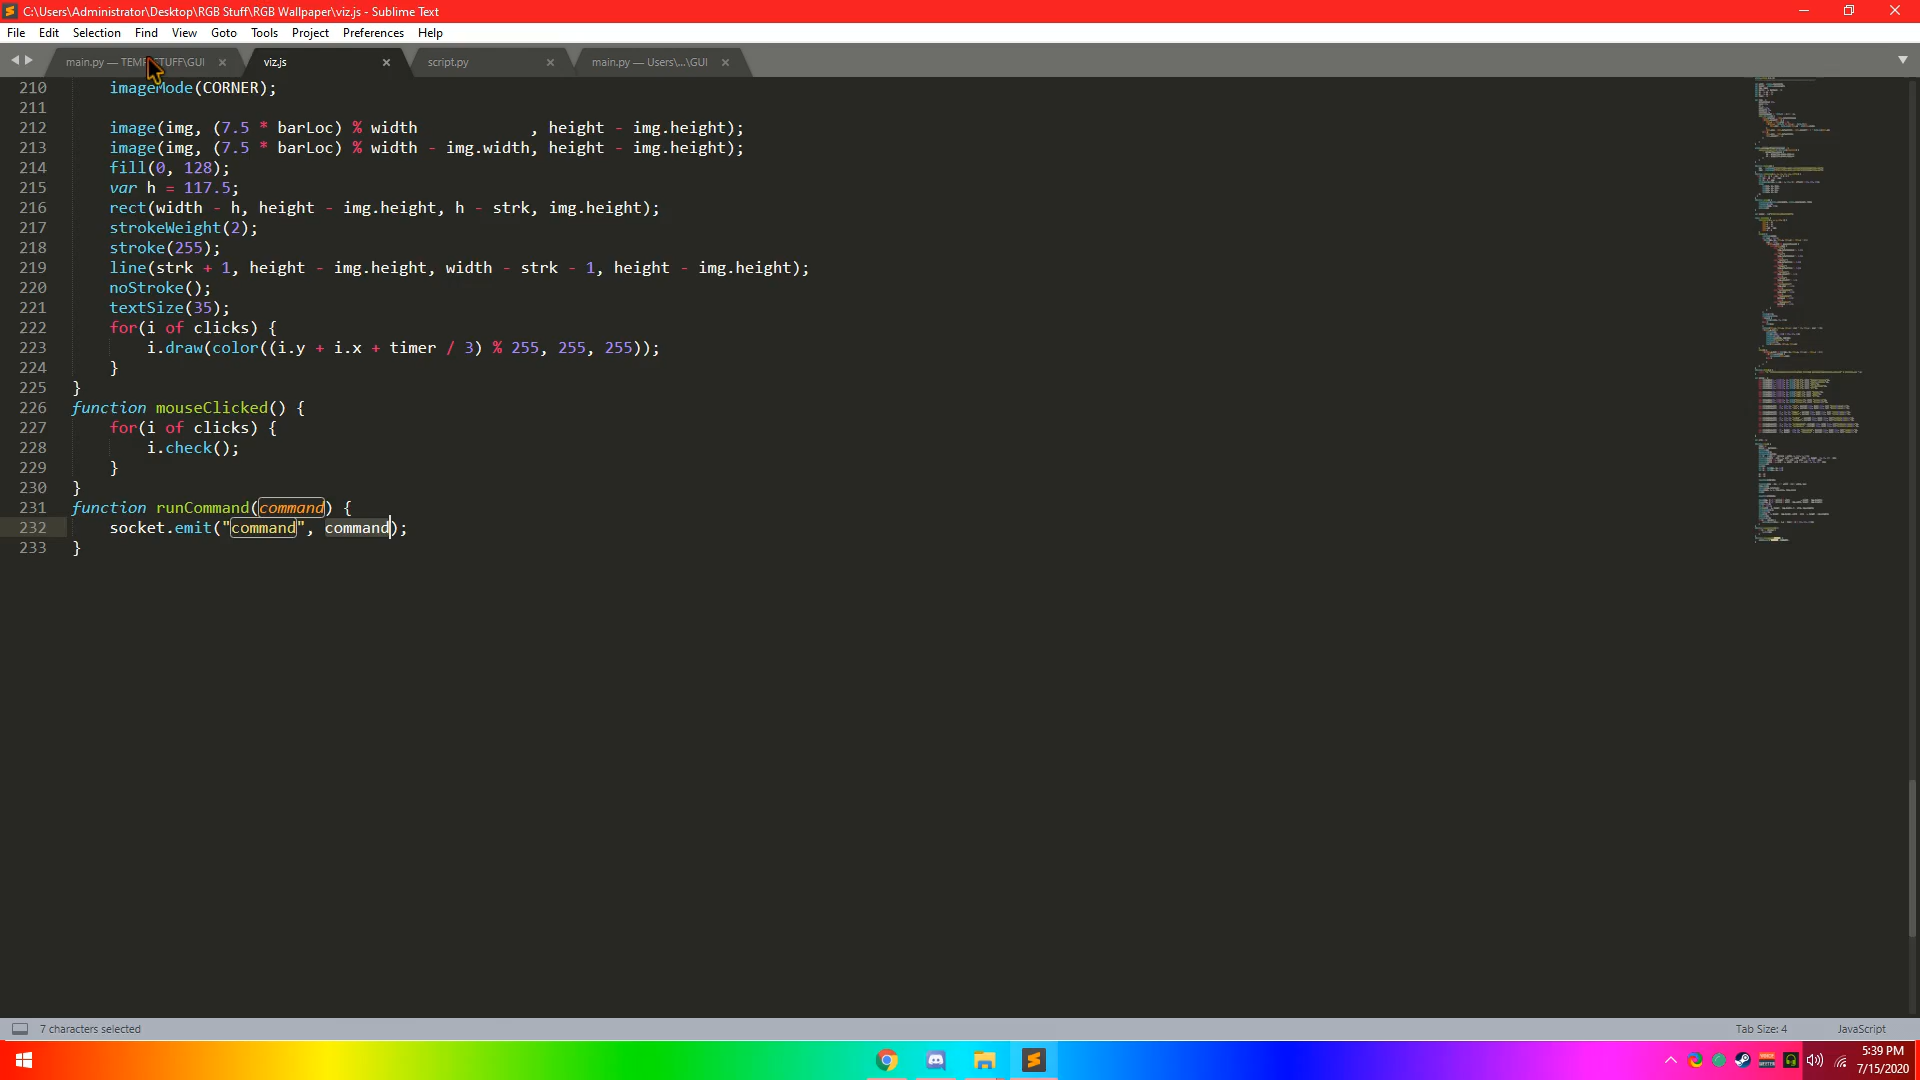 C:\Users\Administrator\Desktop\RGB Stuff\RGB Wallpaper\viz.js - Sublime Text
File Edit Selection Find View Goto Tools Project Preferences Help
main.py — TEMP STUFF\GUI viz.js script.py main.py — Users\...\GUI
210 imageMode(CORNER);
211
212 image(img, (7.5 * barLoc) % width , height - img.height);
213 image(img, (7.5 * barLoc) % width - img.width, height - img.height);
214 fill(0, 128);
215 var h = 117.5;
216 rect(width - h, height - img.height, h - strk, img.height);
217 strokeWeight(2);
218 stroke(255);
219 line(strk + 1, height - img.height, width - strk - 1, height - img.height);
220 noStroke();
221 textSize(35);
222 for(i of clicks) {
223 i.draw(color((i.y + i.x + timer / 3) % 255, 255, 255));
224 }
225 }
226 function mouseClicked() {
227 for(i of clicks) {
228 i.check();
229 }
230 }
231 function runCommand(command) {
232 socket.emit("command", command);
233 }
7 characters selected Tab Size: 4 JavaScript
5:39 PM
7/15/2020